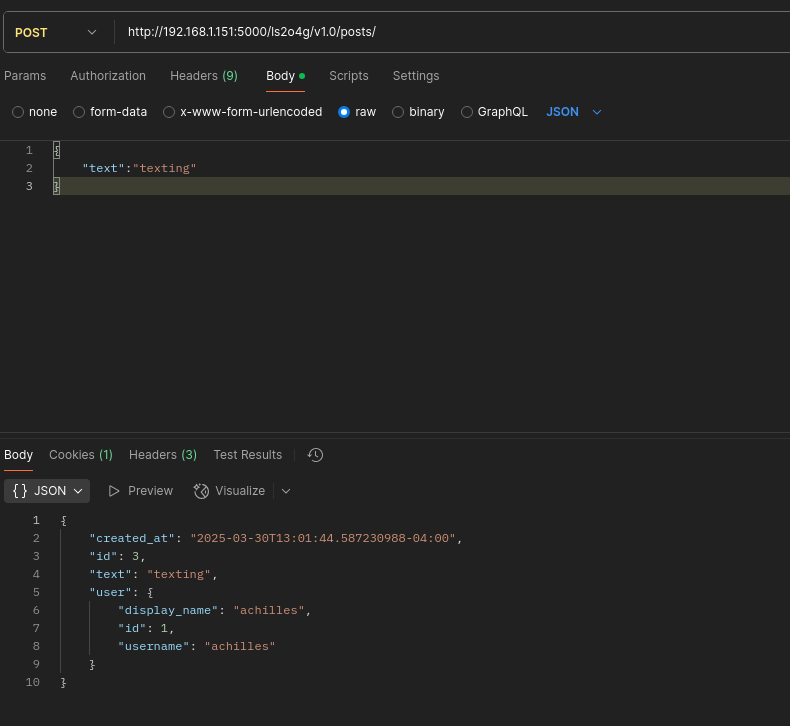 POST http://192.168.1.151:5000/ls2o4g/v1.0/posts/
Params Authorization Headers (9) Body Scripts Settings
none form-data x-www-form-urlencoded raw binary GraphQL JSON
1 {
2 "text":"texting"
3 }
Body Cookies (1) Headers (3) Test Results
{} JSON Preview Visualize
1 {
2 "created_at": "2025-03-30T13:01:44.587230988-04:00",
3 "id": 3,
4 "text": "texting",
5 "user": {
6 "display_name": "achilles",
7 "id": 1,
8 "username": "achilles"
9 }
10 }